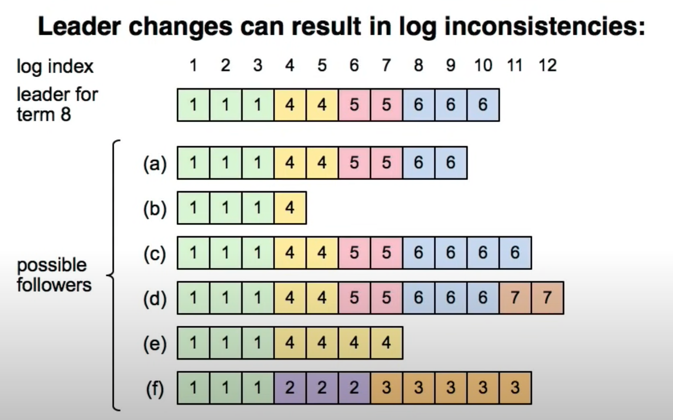 Leader changes can result in log inconsistencies:
log index 1 2 3 4 5 6 7 8 9 10 11 12
leader for
term 8
1 1 1 4 4 5 5 6 6 6
(a) 1 1 1 4 4 5 5 6 6
(b) 1 1 1 4
(c) 1 1 1 4 4 5 5 6 6 6 6
possible
followers
(d) 1 1 1 4 4 5 5 6 6 6 7 7
(e) 1 1 1 4 4 4 4
(f) 1 1 1 2 2 2 3 3 3 3 3